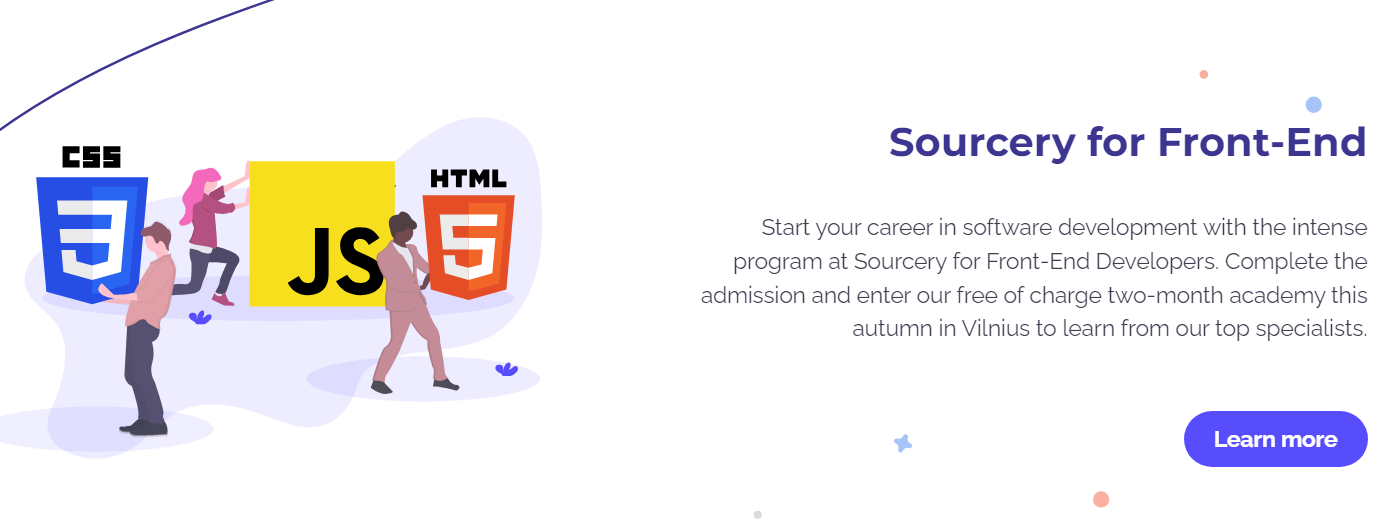 CSS
JS
HTML
Sourcery for Front-End
Start your career in software development with the intense
program at Sourcery for Front-End Developers. Complete the
admission and enter our free of charge two-month academy this
autumn in Vilnius to learn from our top specialists.
Learn more